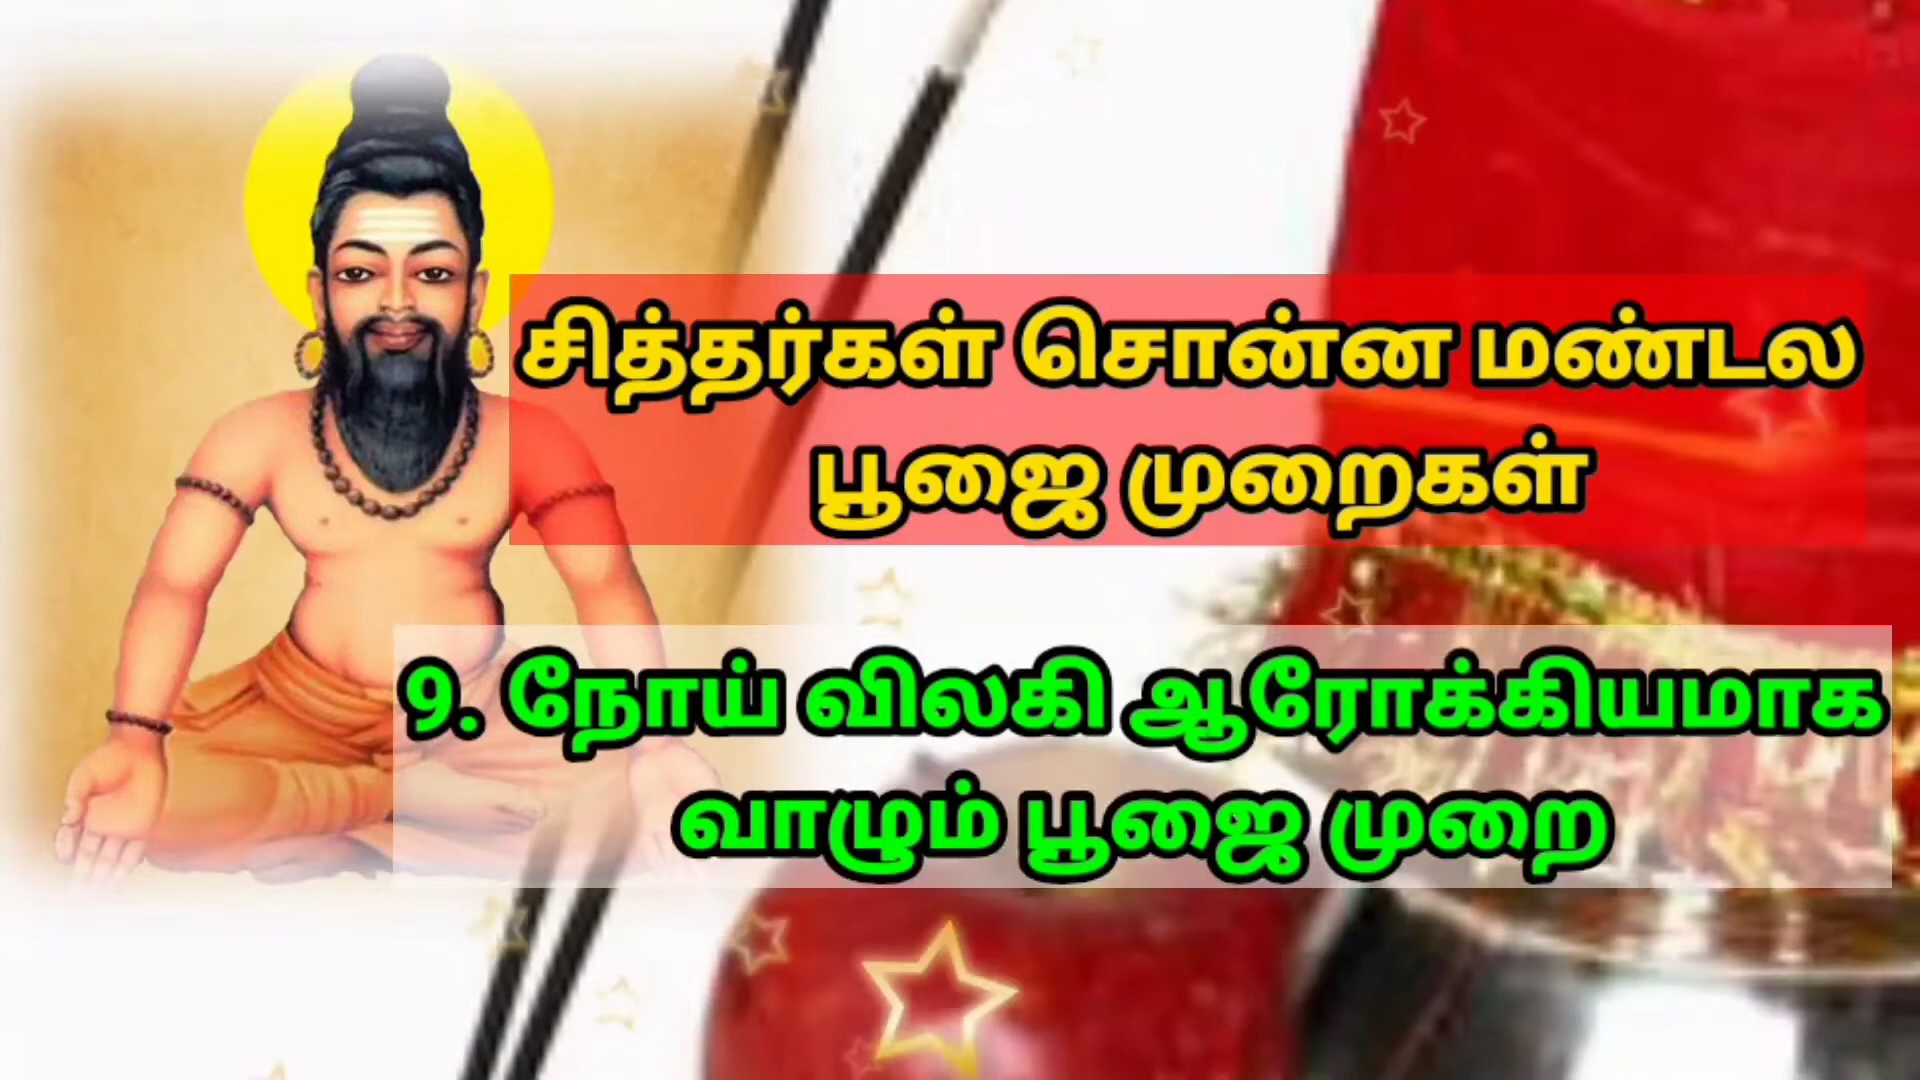 சித்தர்கள் சொன்ன மண்டல
பூஜை முறைகள்
9. நோய் விலகி ஆரோக்கியமாக
வாழும் பூஜை முறை